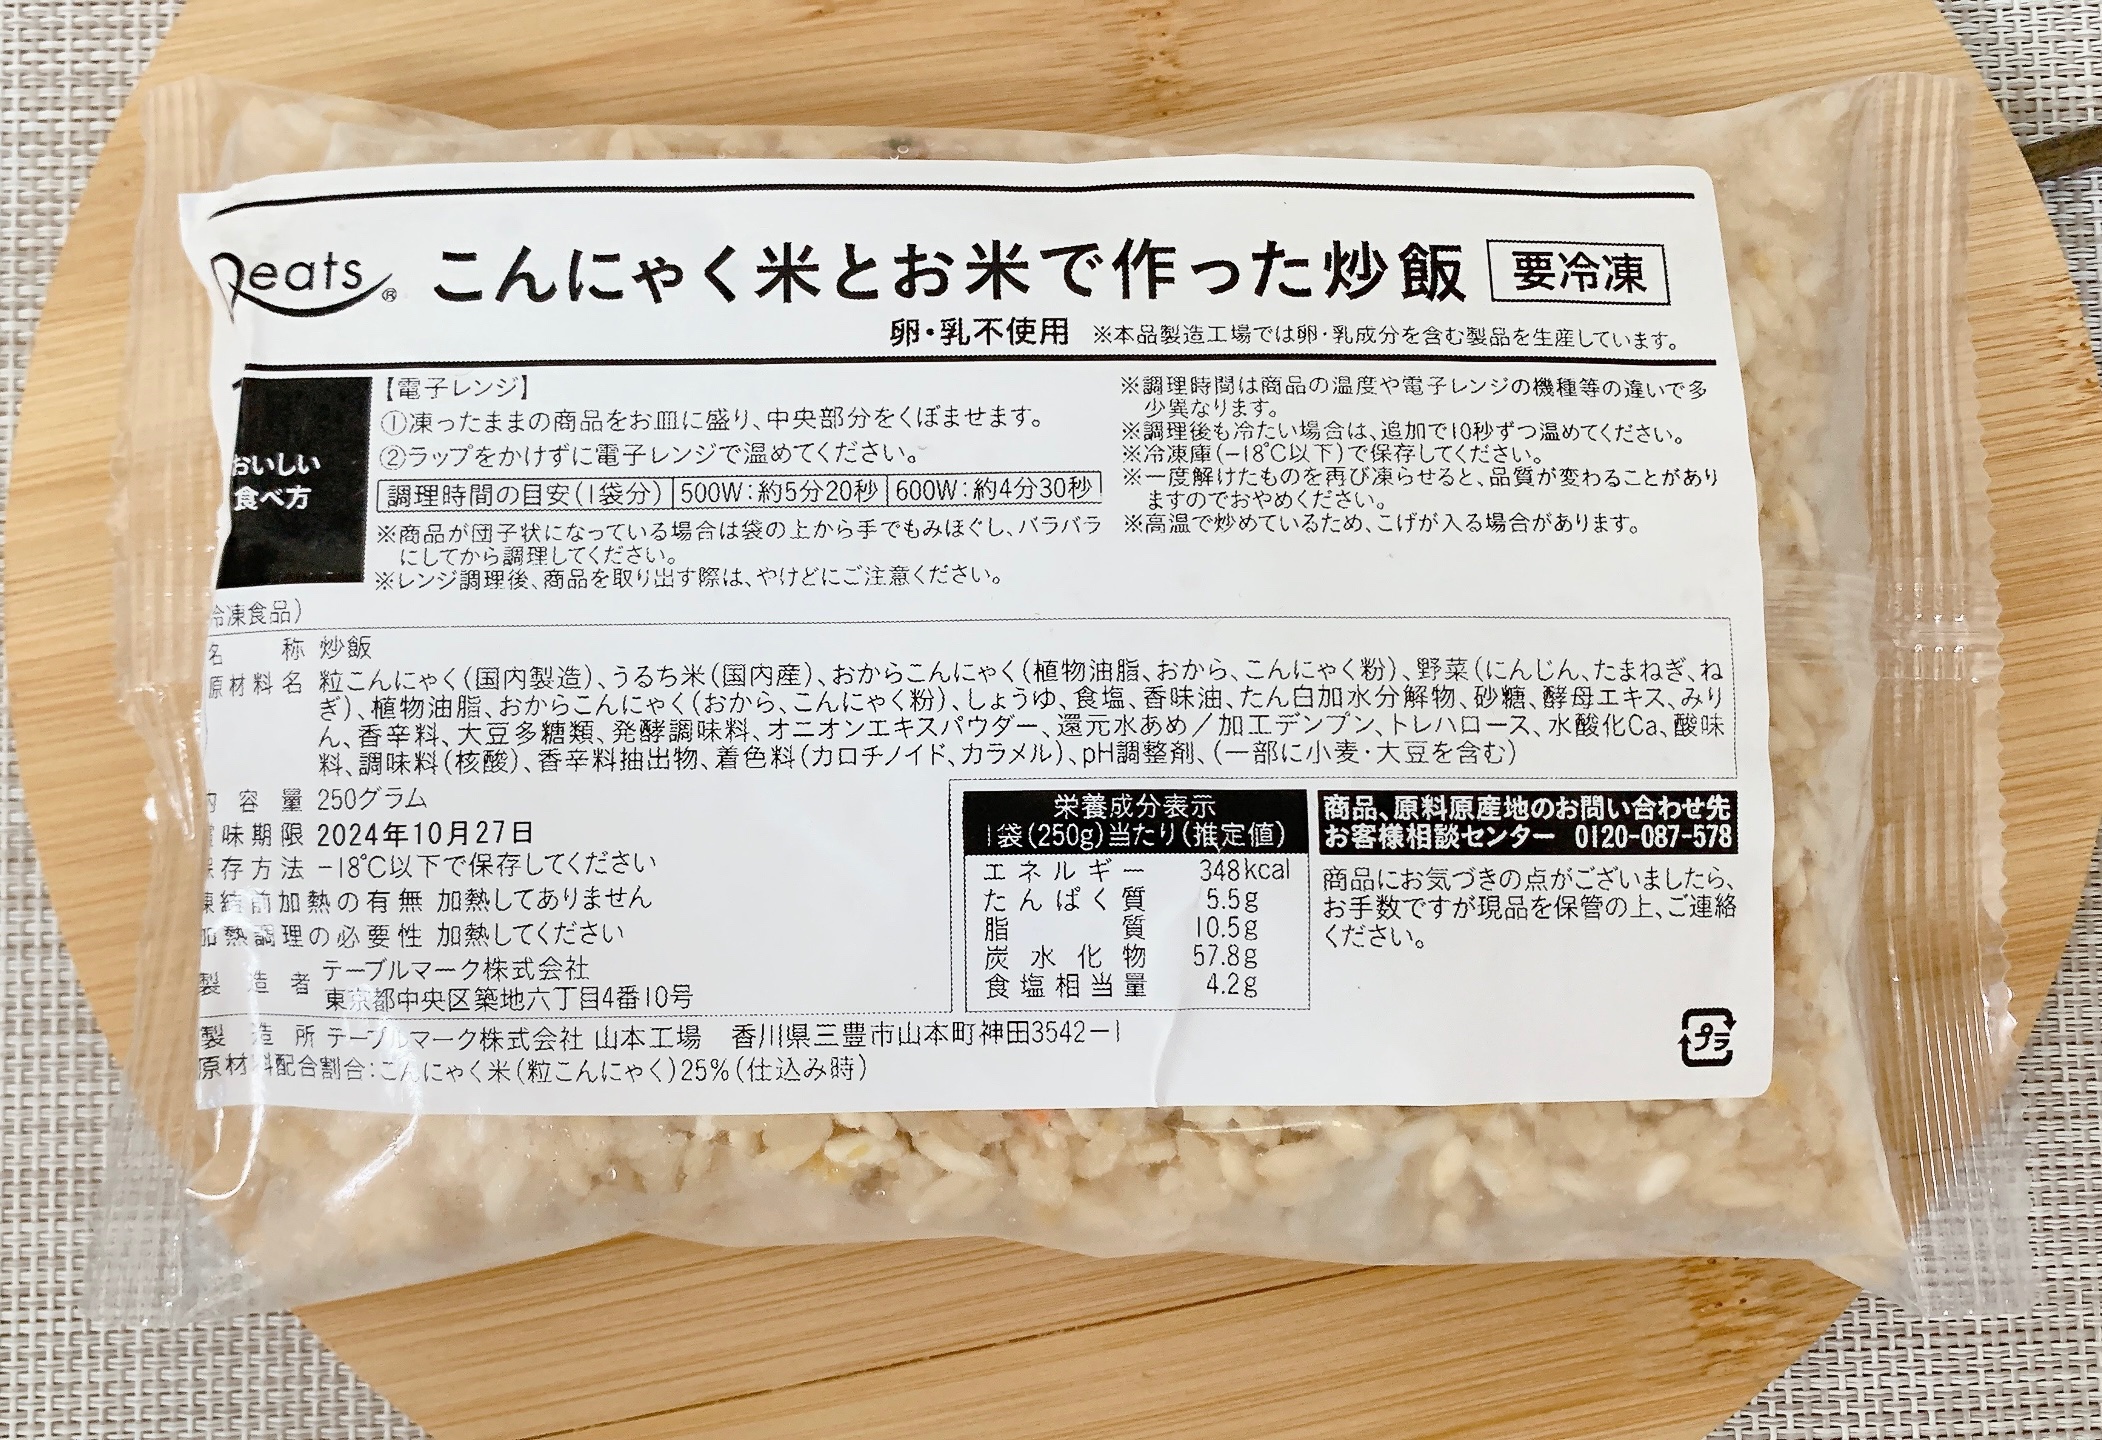 Beats® こんにゃく米とお米で作った炒飯 要冷凍
卵・乳不使用 ※本品製造工場では卵・乳成分を含む製品を生産しています。
おいしい
食べ方
【電子レンジ】
①凍ったままの商品をお皿に盛り、中央部分をくぼませます。
②ラップをかけずに電子レンジで温めてください。
調理時間の目安(1袋分) 500W:約5分20秒 600W:約4分30秒
※商品が団子状になっている場合は袋の上から手でもみほぐし、バラバラ
にしてから調理してください。
※レンジ調理後、商品を取り出す際は、やけどにご注意ください。
※調理時間は商品の温度や電子レンジの機種等の違いで多
少異なります。
※調理後も冷たい場合は、追加で10秒ずつ温めてください。
※冷凍庫(-18℃以下)で保存してください。
※一度解けたものを再び凍らせると、品質が変わることがあり
ますのでおやめください。
※高温で炒めているため、こげが入る場合があります。
冷凍食品)
名 称 炒飯
原材料名 粒こんにゃく(国内製造)、うるち米(国内産)、おからこんにゃく(植物油脂、おから、こんにゃく粉)、野菜(にんじん、たまねぎ、ね
ぎ)、植物油脂、おからこんにゃく(おから、こんにゃく粉)、しょうゆ、食塩、香味油、たん白加水分解物、砂糖、酵母エキス、みり
ん、香辛料、大豆多糖類、発酵調味料、オニオンエキスパウダー、還元水あめ/加工デンプン、トレハロース、水酸化Ca、酸味
料、調味料(核酸)、香辛料抽出物、着色料(カロチノイド、カラメル)、pH調整剤、(一部に小麦・大豆を含む)
内容量 250グラム
賞味期限 2024年10月27日
保存方法 -18℃以下で保存してください
凍結前加熱の有無 加熱してありません
加熱調理の必要性 加熱してください
製造者 テーブルマーク株式会社
東京都中央区築地六丁目4番10号
製造所 テーブルマーク株式会社 山本工場 香川県三豊市山本町神田3542-1
原材料配合割合:こんにゃく米(粒こんにゃく)25%(仕込み時)
栄養成分表示
1袋(250g)当たり(推定値)
エネルギー 348kcal
たんぱく質 5.5g
脂質 10.5g
炭水化物 57.8g
食塩相当量 4.2g
商品、原料原産地のお問い合わせ先
お客様相談センター 0120-087-578
商品にお気づきの点がございましたら、
お手数ですが現品を保管の上、ご連絡
ください。
プラ